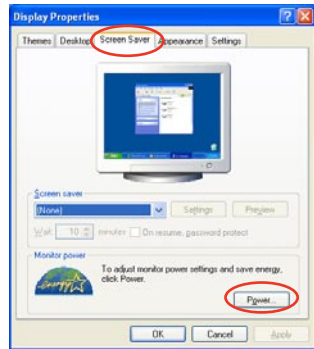 Display Properties
Themes Desktop Screen Saver Appearance Settings
Screen saver
(None) Settings Preview
Wait: 10 minutes On resume, password protect
Monitor power
To adjust monitor power settings and save energy,
click Power.
energy
Power...
OK Cancel Apply